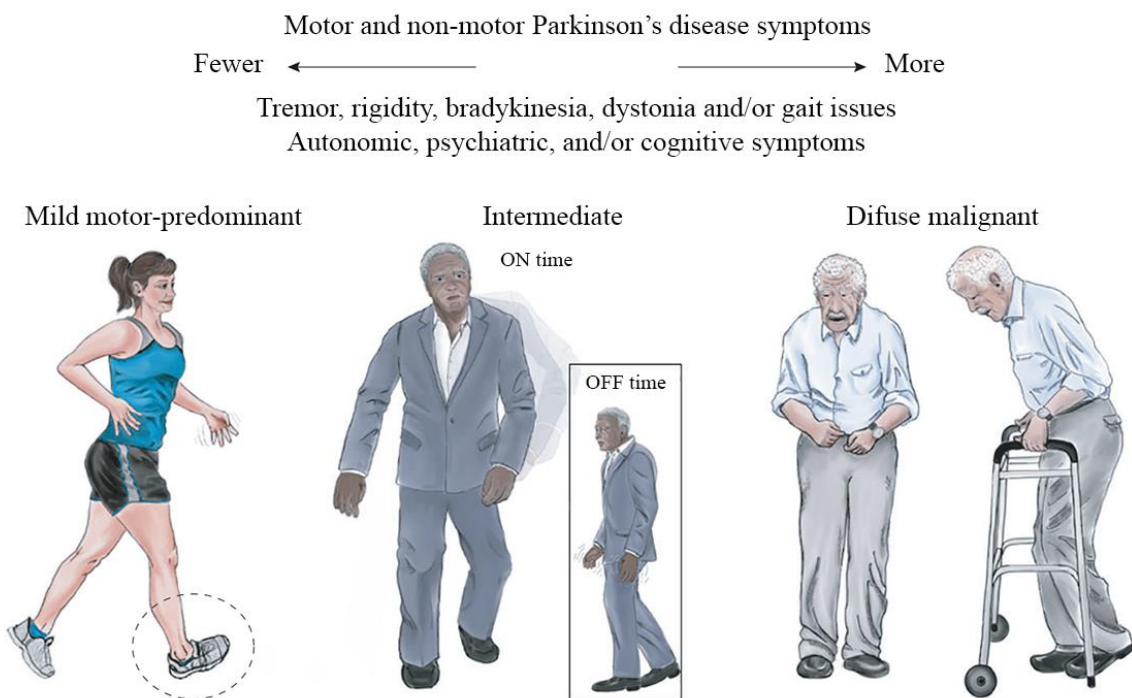 Motor and non-motor Parkinson's disease symptoms
Fewer More
Tremor, rigidity, bradykinesia, dystonia and/or gait issues
Autonomic, psychiatric, and/or cognitive symptoms
Mild motor-predominant Intermediate Difuse malignant
ON time
OFF time